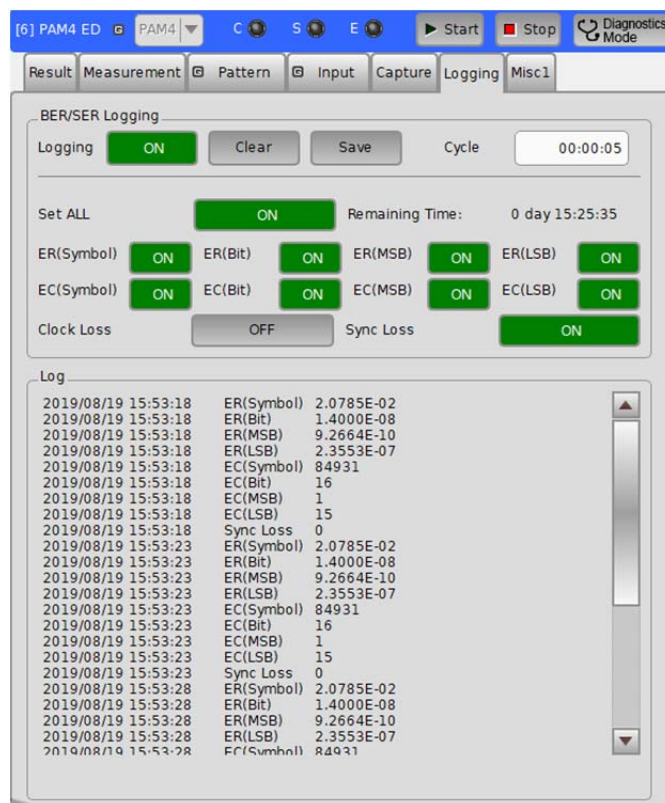 [6] PAM4 ED G PAM4 C S E Start Stop Diagnostics Mode
Result Measurement G Pattern G Input Capture Logging Misc1
BER/SER Logging
Logging ON Clear Save Cycle 00:00:05
Set ALL ON Remaining Time: 0 day 15:25:35
ER(Symbol) ON ER(Bit) ON ER(MSB) ON ER(LSB) ON
EC(Symbol) ON EC(Bit) ON EC(MSB) ON EC(LSB) ON
Clock Loss OFF Sync Loss ON
Log
2019/08/19 15:53:18 ER(Symbol) 2.0785E-02
2019/08/19 15:53:18 ER(Bit) 1.4000E-08
2019/08/19 15:53:18 ER(MSB) 9.2664E-10
2019/08/19 15:53:18 ER(LSB) 2.3553E-07
2019/08/19 15:53:18 EC(Symbol) 84931
2019/08/19 15:53:18 EC(Bit) 16
2019/08/19 15:53:18 EC(MSB) 1
2019/08/19 15:53:18 EC(LSB) 15
2019/08/19 15:53:18 Sync Loss 0
2019/08/19 15:53:23 ER(Symbol) 2.0785E-02
2019/08/19 15:53:23 ER(Bit) 1.4000E-08
2019/08/19 15:53:23 ER(MSB) 9.2664E-10
2019/08/19 15:53:23 ER(LSB) 2.3553E-07
2019/08/19 15:53:23 EC(Symbol) 84931
2019/08/19 15:53:23 EC(Bit) 16
2019/08/19 15:53:23 EC(MSB) 1
2019/08/19 15:53:23 EC(LSB) 15
2019/08/19 15:53:23 Sync Loss 0
2019/08/19 15:53:28 ER(Symbol) 2.0785E-02
2019/08/19 15:53:28 ER(Bit) 1.4000E-08
2019/08/19 15:53:28 ER(MSB) 9.2664E-10
2019/08/19 15:53:28 ER(LSB) 2.3553E-07
2019/08/19 15:53:28 EC(Symbol) 84931